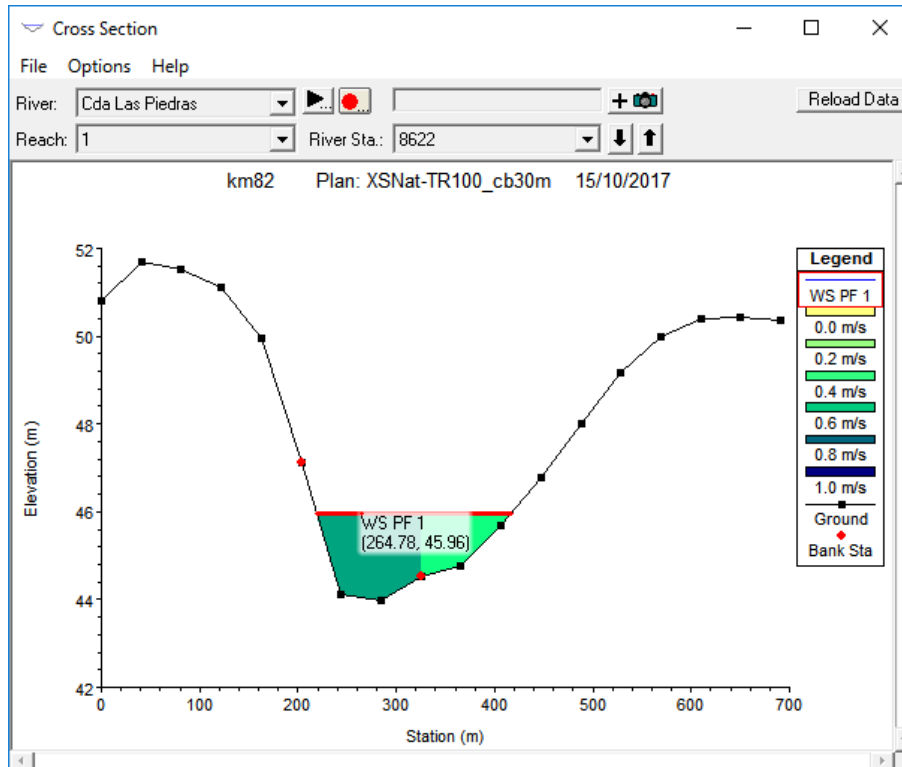 Cross Section
File Options Help
River: Cda Las Piedras Reload Data
Reach: 1 River Sta.: 8622
km82 Plan: XSNat-TR100_cb30m 15/10/2017
Legend
WS PF 1
0.0 m/s
0.2 m/s
0.4 m/s
0.6 m/s
0.8 m/s
1.0 m/s
Ground
Bank Sta
Elevation (m)
52
50
48
46
44
42
WS PF 1
(264.78, 45.96)
0 100 200 300 400 500 600 700
Station (m)